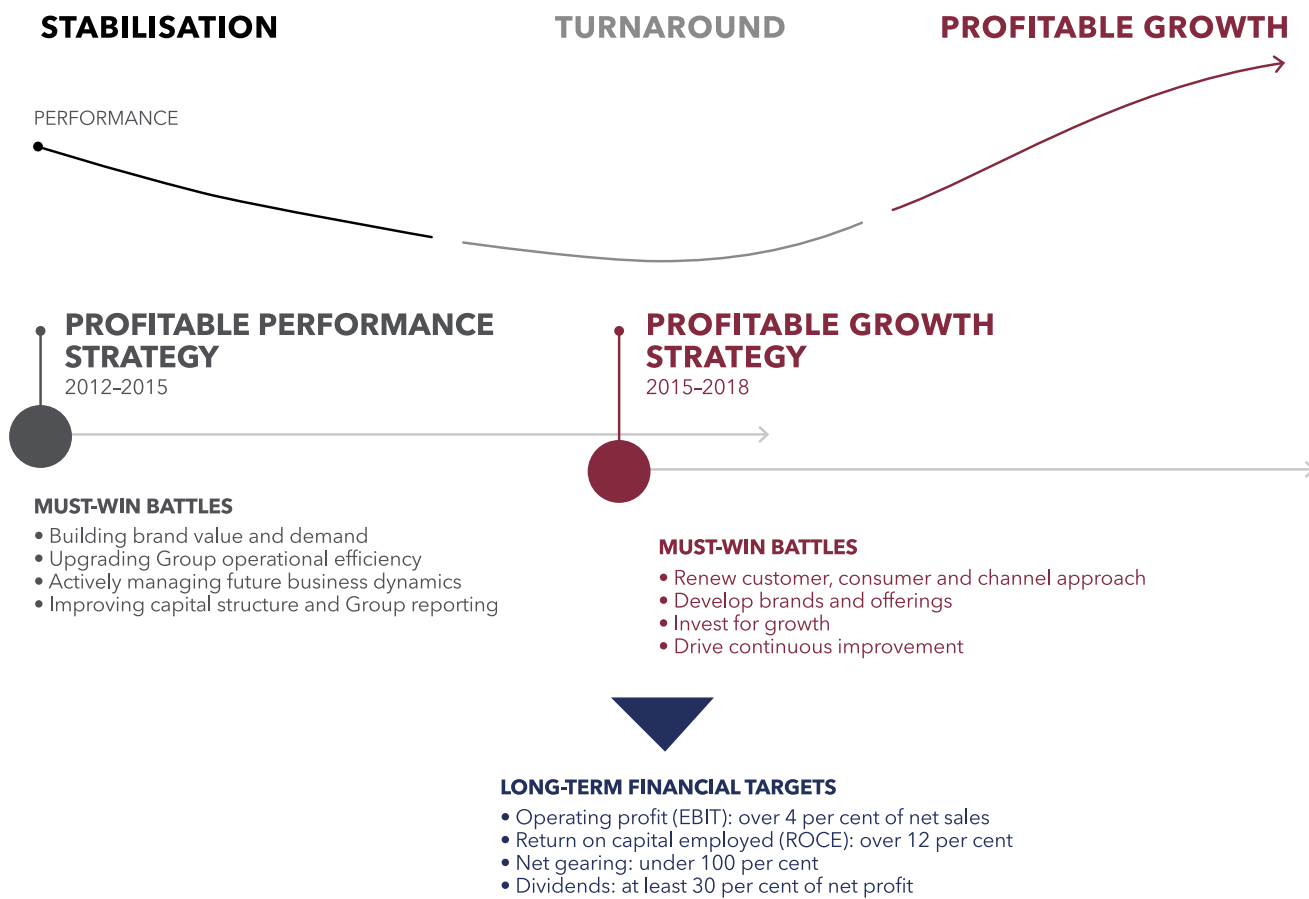 STABILISATION
TURNAROUND
PROFITABLE GROWTH
PERFORMANCE
PROFITABLE PERFORMANCE
STRATEGY
2012–2015
PROFITABLE GROWTH
STRATEGY
2015–2018
MUST-WIN BATTLES
• Building brand value and demand
• Upgrading Group operational efficiency
• Actively managing future business dynamics
• Improving capital structure and Group reporting
MUST-WIN BATTLES
• Renew customer, consumer and channel approach
• Develop brands and offerings
• Invest for growth
• Drive continuous improvement
LONG-TERM FINANCIAL TARGETS
• Operating profit (EBIT): over 4 per cent of net sales
• Return on capital employed (ROCE): over 12 per cent
• Net gearing: under 100 per cent
• Dividends: at least 30 per cent of net profit